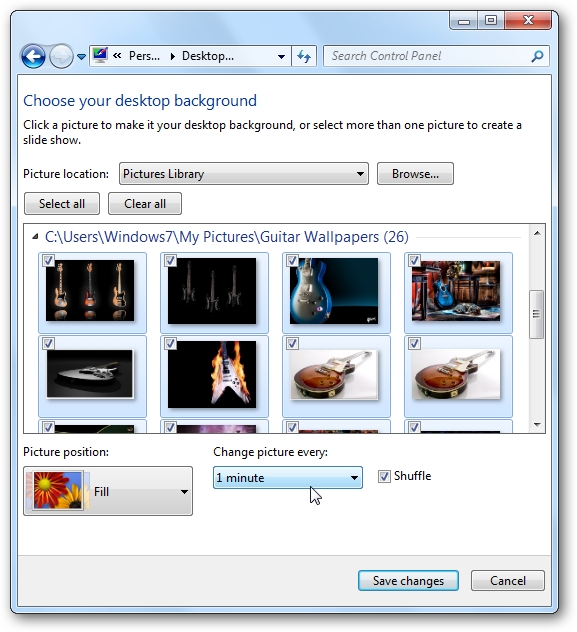 « Pers... ▸ Desktop...
Search Control Panel
Choose your desktop background
Click a picture to make it your desktop background, or select more than one picture to create a
slide show.
Picture location:
Pictures Library
Browse...
Select all
Clear all
C:\Users\Windows7\My Pictures\Guitar Wallpapers (26)
Picture position:
Change picture every:
Fill
1 minute
Shuffle
Save changes
Cancel